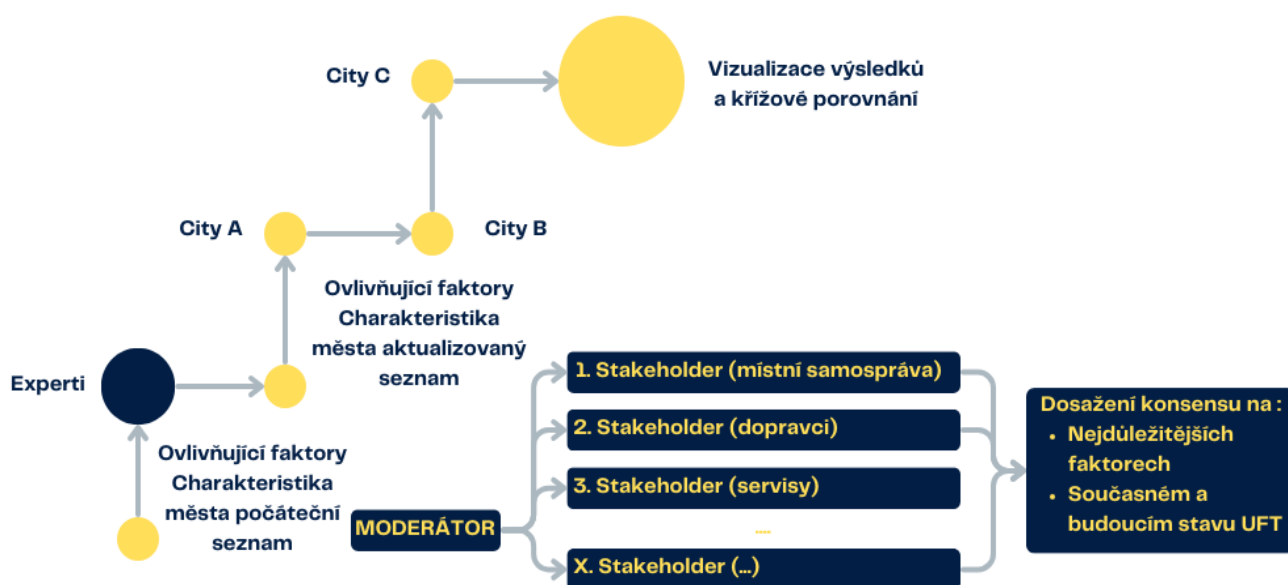 City C
Vizualizace výsledků
a křížové porovnání
City A
City B
Ovlivňující faktory
Charakteristika
města aktualizovaný
seznam
Experti
Ovlivňující faktory
Charakteristika
města počáteční
seznam
MODERÁTOR
1. Stakeholder (místní samospráva)
2. Stakeholder (dopravci)
3. Stakeholder (servisy)
....
X. Stakeholder (...)
Dosažení konsensu na :
• Nejdůležitějších
faktorech
• Současném a
budoucím stavu UFT